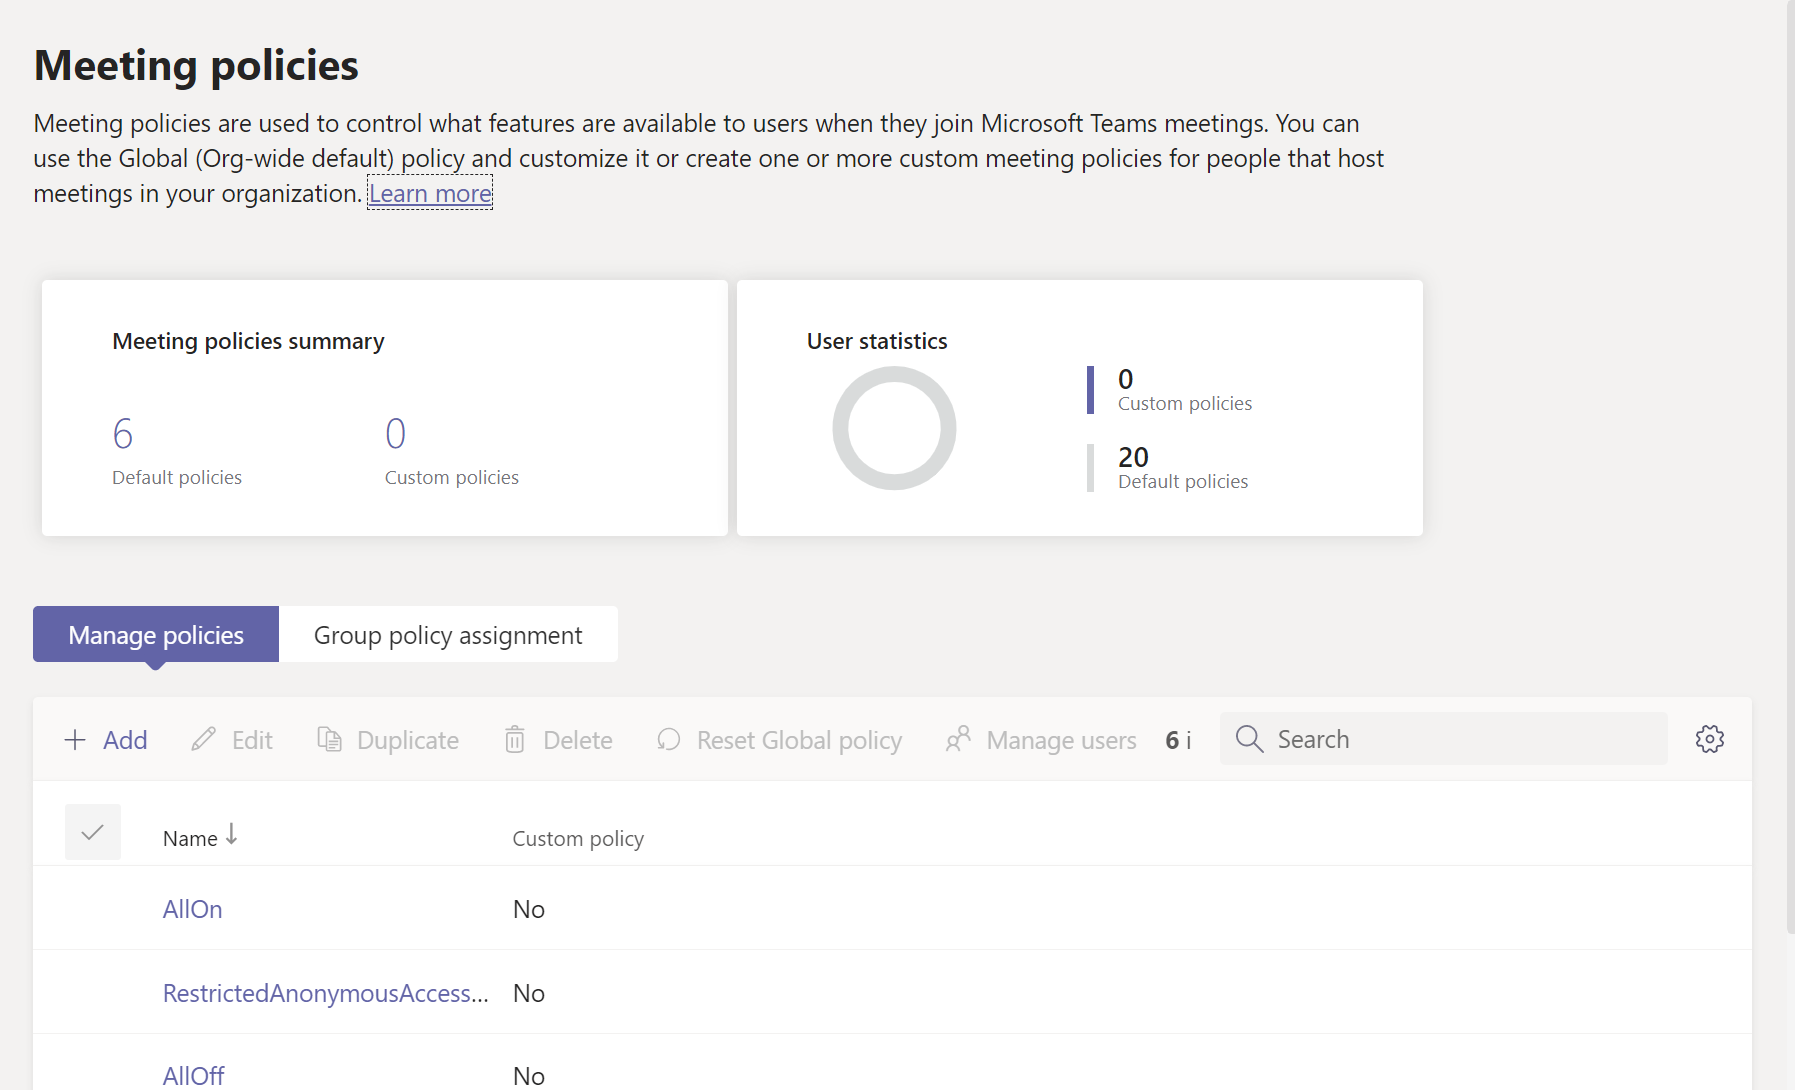 Meeting policies
Meeting policies are used to control what features are available to users when they join Microsoft Teams meetings. You can
use the Global (Org-wide default) policy and customize it or create one or more custom meeting policies for people that host
meetings in your organization. Learn more
Meeting policies summary
6
Default policies
0
Custom policies
User statistics
0
Custom policies
20
Default policies
Manage policies
Group policy assignment
Add
Edit
Duplicate
Delete
Reset Global policy
Manage users
6 i
Search
Name
Custom policy
AllOn
No
RestrictedAnonymousAccess...
No
AllOff
No